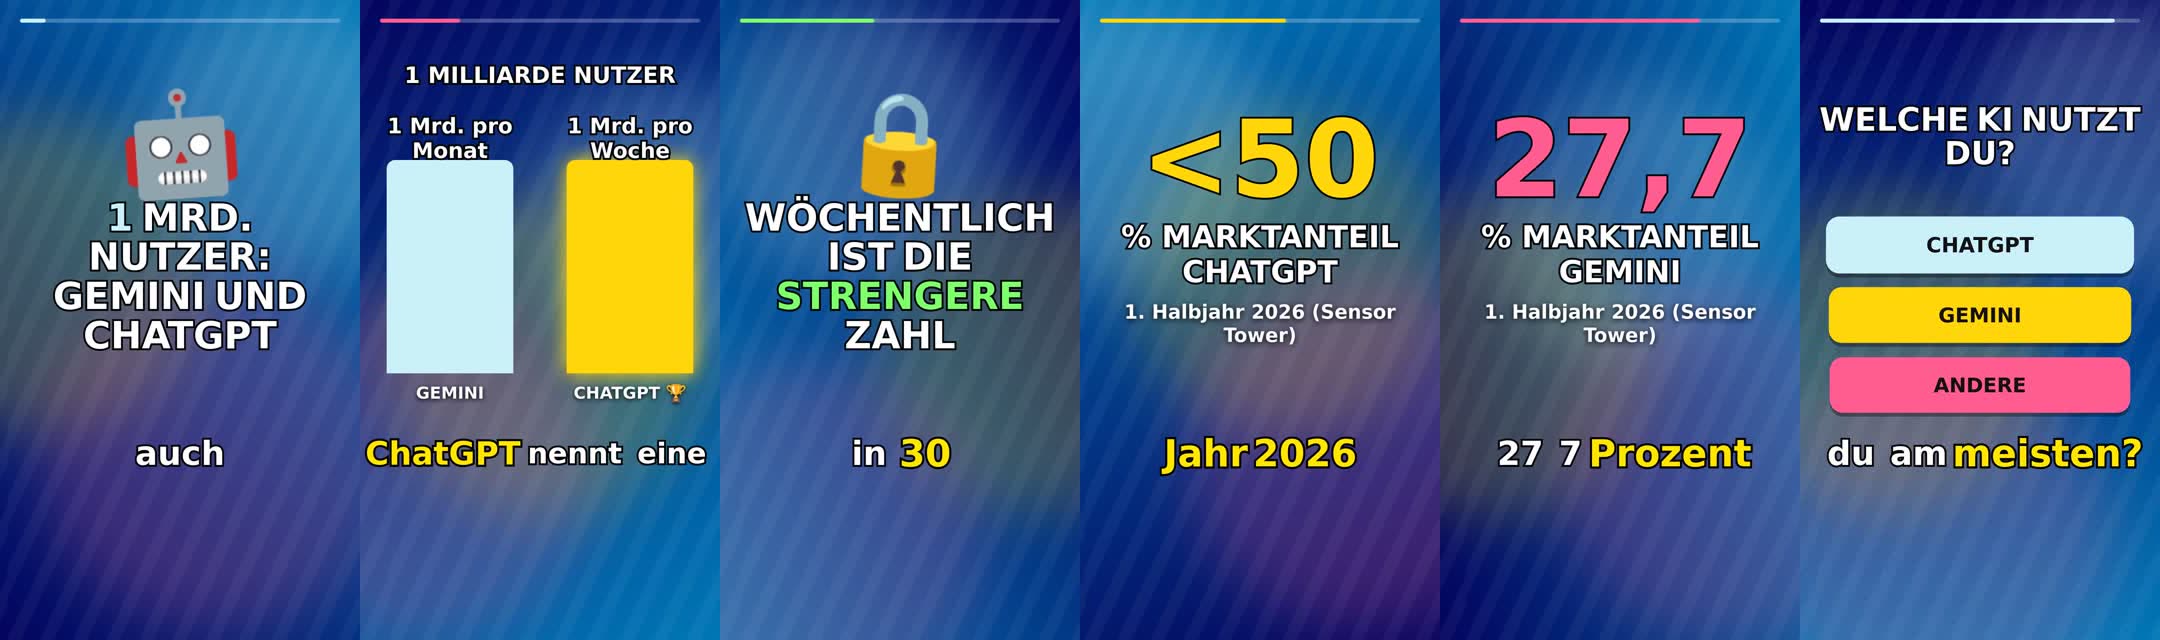 1 MRD.
NUTZER:
GEMINI UND
CHATGPT
auch
1 MILLIARDE NUTZER
1 Mrd. pro
Monat
1 Mrd. pro
Woche
GEMINI
CHATGPT
ChatGPT nennt eine
WÖCHENTLICH
IST DIE
STRENGERE
ZAHL
in 30
<50
% MARKTANTEIL
CHATGPT
1. Halbjahr 2026 (Sensor
Tower)
Jahr 2026
27,7
% MARKTANTEIL
GEMINI
1. Halbjahr 2026 (Sensor
Tower)
27 7 Prozent
WELCHE KI NUTZT
DU?
CHATGPT
GEMINI
ANDERE
du am meisten?